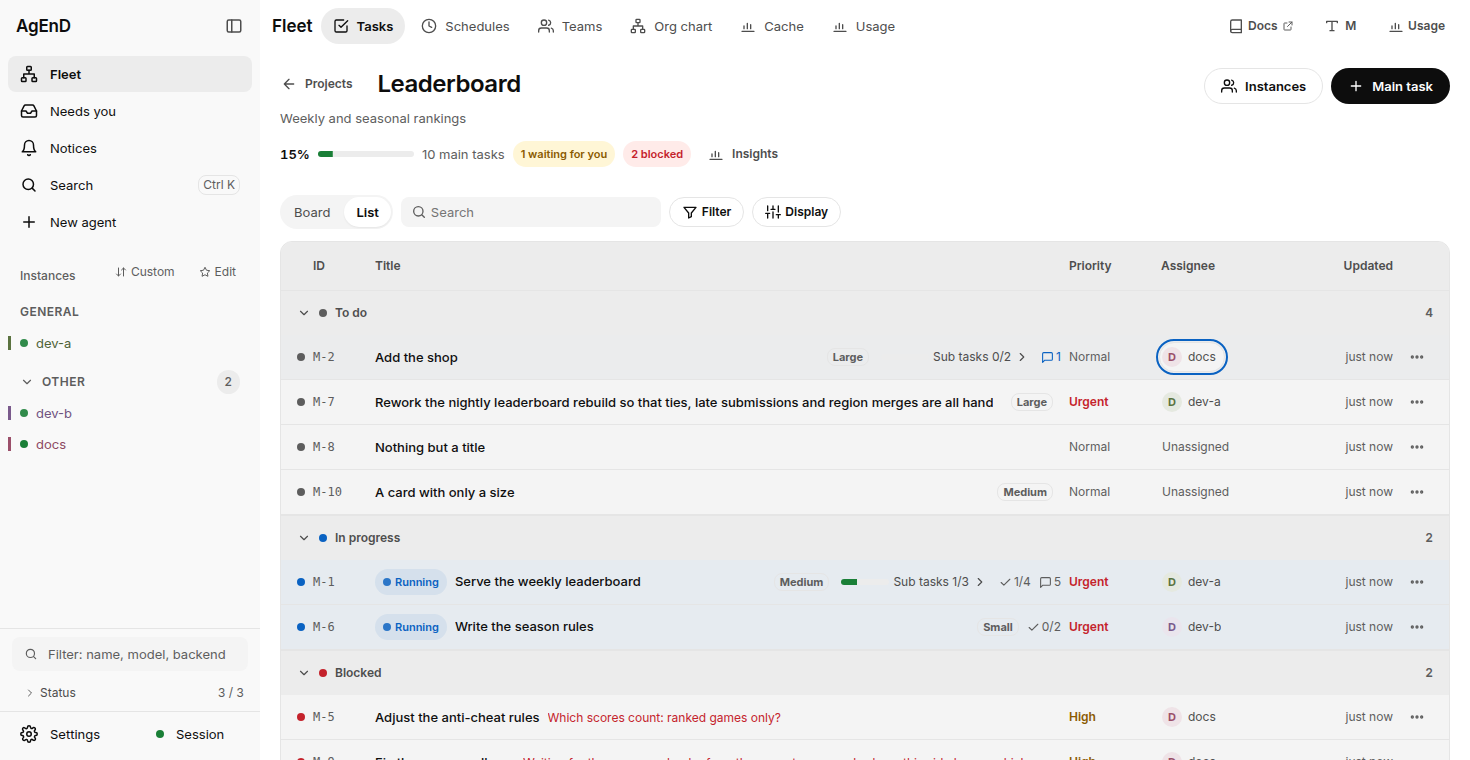 AgEnD
Fleet
Needs you
Notices
Search Ctrl K
New agent
Instances Custom Edit
GENERAL
dev-a
OTHER 2
dev-b
docs
Filter: name, model, backend
Status 3 / 3
Settings Session
Fleet Tasks Schedules Teams Org chart Cache Usage Docs M Usage
Projects Leaderboard Instances Main task
Weekly and seasonal rankings
15% 10 main tasks 1 waiting for you 2 blocked Insights
Board List Search Filter Display
ID Title Priority Assignee Updated
To do 4
M-2 Add the shop Large Sub tasks 0/2 1 Normal D docs just now
M-7 Rework the nightly leaderboard rebuild so that ties, late submissions and region merges are all hand Large Urgent D dev-a just now
M-8 Nothing but a title Normal Unassigned just now
M-10 A card with only a size Medium Normal Unassigned just now
In progress 2
M-1 Running Serve the weekly leaderboard Medium Sub tasks 1/3 1/4 5 Urgent D dev-a just now
M-6 Running Write the season rules Small 0/2 Urgent D dev-b just now
Blocked 2
M-5 Adjust the anti-cheat rules Which scores count: ranked games only? High D docs just now